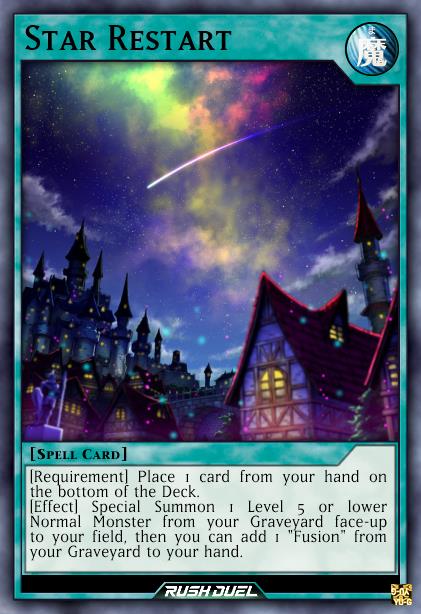 STAR RESTART
ま
魔
[SPELL CARD]
[Requirement] Place 1 card from your hand on
the bottom of the Deck.
[Effect] Special Summon 1 Level 5 or lower
Normal Monster from your Graveyard face-up
to your field, then you can add 1 "Fusion" from
your Graveyard to your hand.
RUSH DUEL